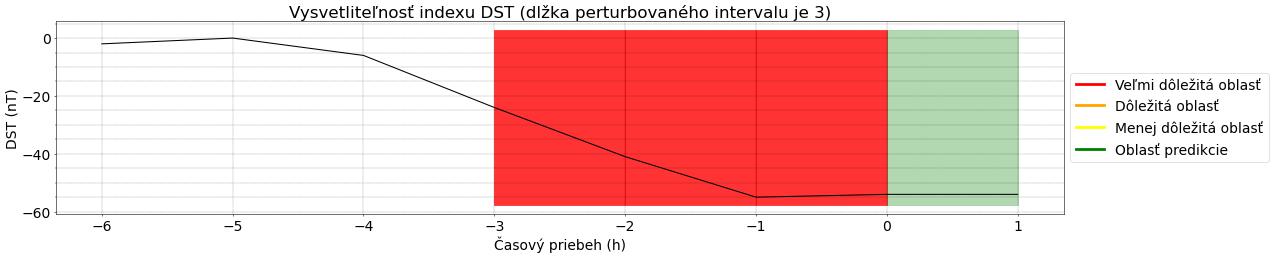 Vysvetliteľnosť indexu DST (dlžka perturbovaného intervalu je 3)
DST (nT)
0
−20
−40
−60
−6
−5
−4
−3
−2
−1
0
1
Časový priebeh (h)
Veľmi dôležitá oblasť
Dôležitá oblasť
Menej dôležitá oblasť
Oblasť predikcie